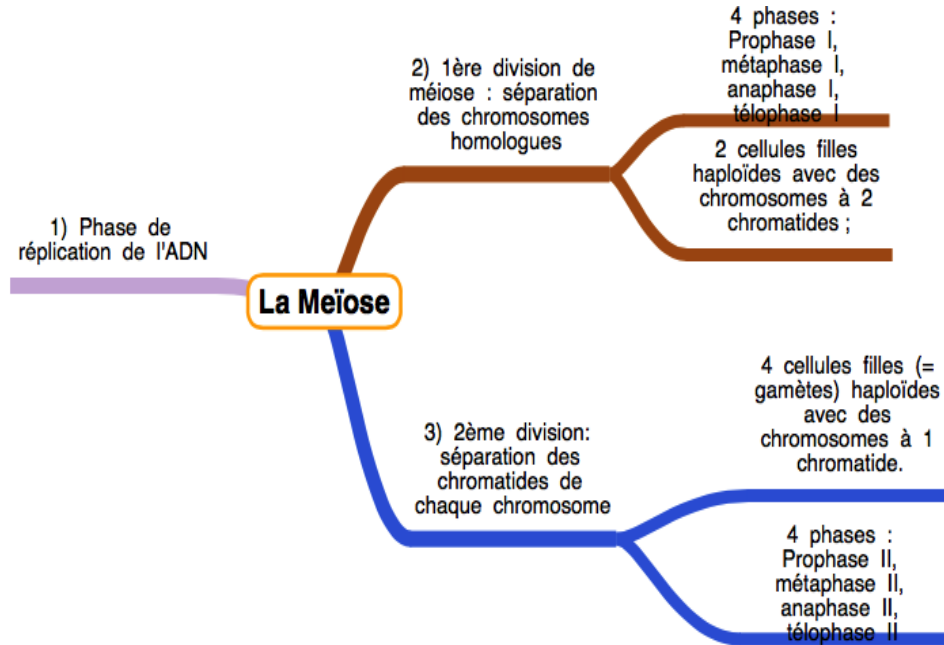 1) Phase de
réplication de l'ADN
La Meïose
2) 1ère division de
méiose : séparation
des chromosomes
homologues
4 phases :
Prophase I,
métaphase I,
anaphase I,
télophase I
2 cellules filles
haploïdes avec des
chromosomes à 2
chromatides ;
3) 2ème division:
séparation des
chromatides de
chaque chromosome
4 cellules filles (=
gamètes) haploïdes
avec des
chromosomes à 1
chromatide.
4 phases :
Prophase II,
métaphase II,
anaphase II,
télophase II